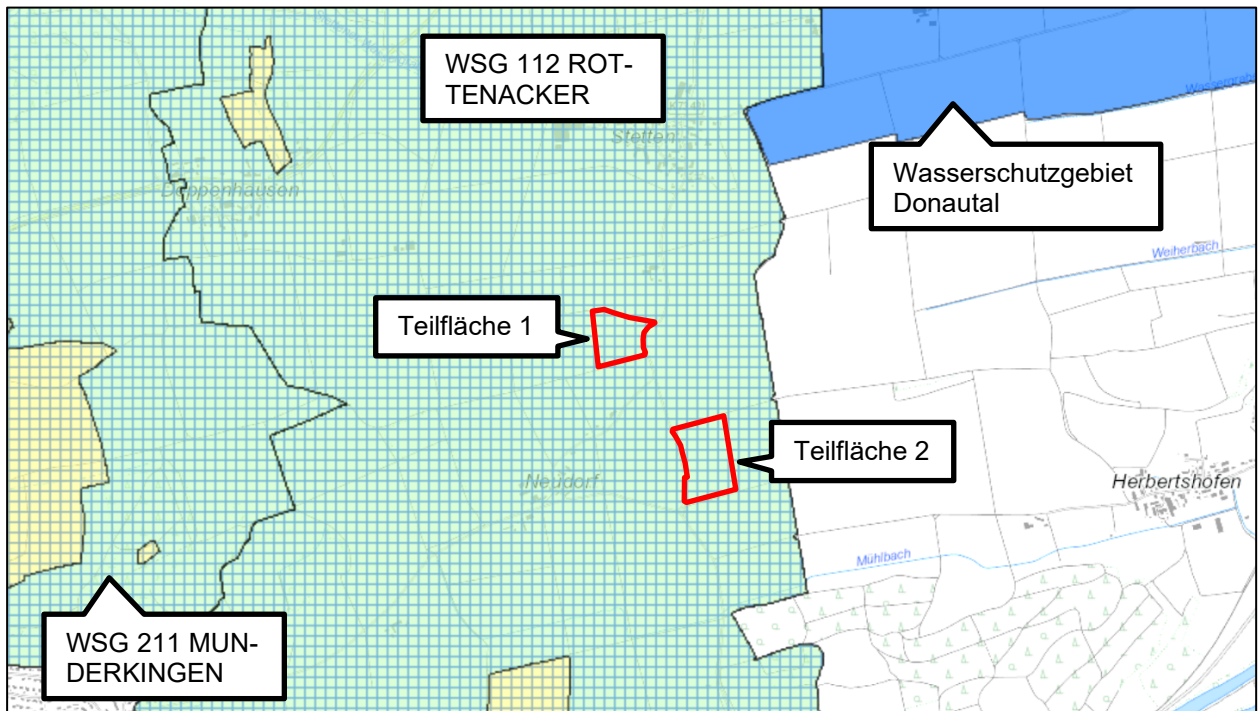 WSG 112 ROT-
TENACKER
Stetten
Wasserschutzgebiet
Donautal
Deppenhausen
Weiherbach
Teilfläche 1
Teilfläche 2
Neudorf
Herbertshofen
Mühlbach
WSG 211 MUN-
DERKINGEN